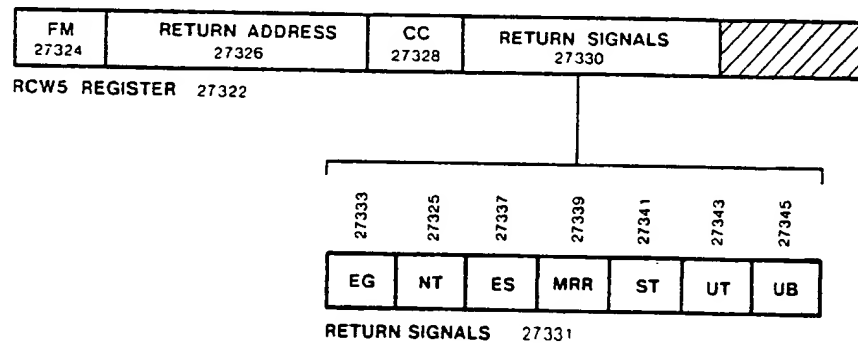 FM RETURN ADDRESS CC RETURN SIGNALS
27324 27326 27328 27330
RCWS REGISTER 27322
27333 27325 27337 27339 27341 27343 27345
EG NT ES MRR ST UT UB
RETURN SIGNALS 27331